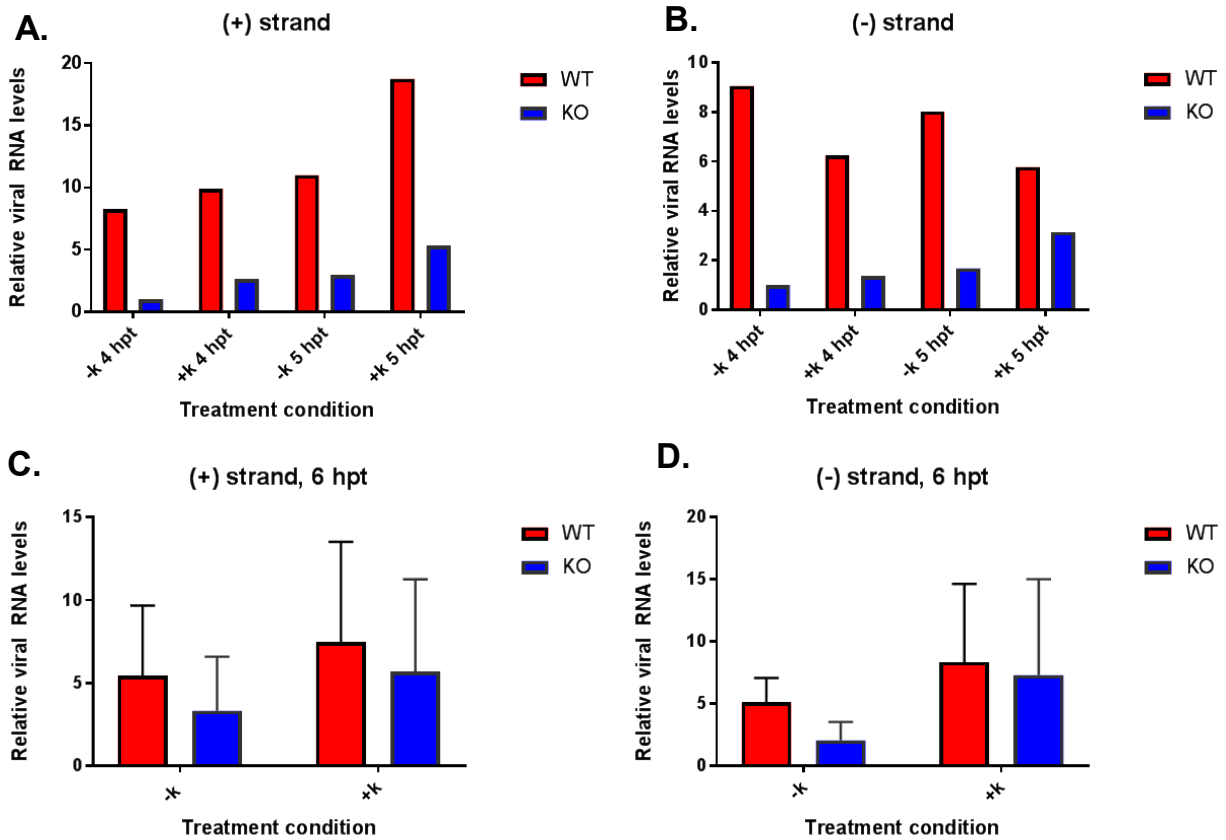 A.
(+) strand
Relative viral RNA levels
20
15
10
5
0
-k 4 hpt
+k 4 hpt
-k 5 hpt
+k 5 hpt
Treatment condition
WT
KO
B.
(-) strand
Relative viral RNA levels
10
8
6
4
2
0
-k 4 hpt
+k 4 hpt
-k 5 hpt
+k 5 hpt
Treatment condition
WT
KO
C.
(+) strand, 6 hpt
Relative viral RNA levels
15
10
5
0
-k
+k
Treatment condition
WT
KO
D.
(-) strand, 6 hpt
Relative viral RNA levels
20
15
10
5
0
-k
+k
Treatment condition
WT
KO